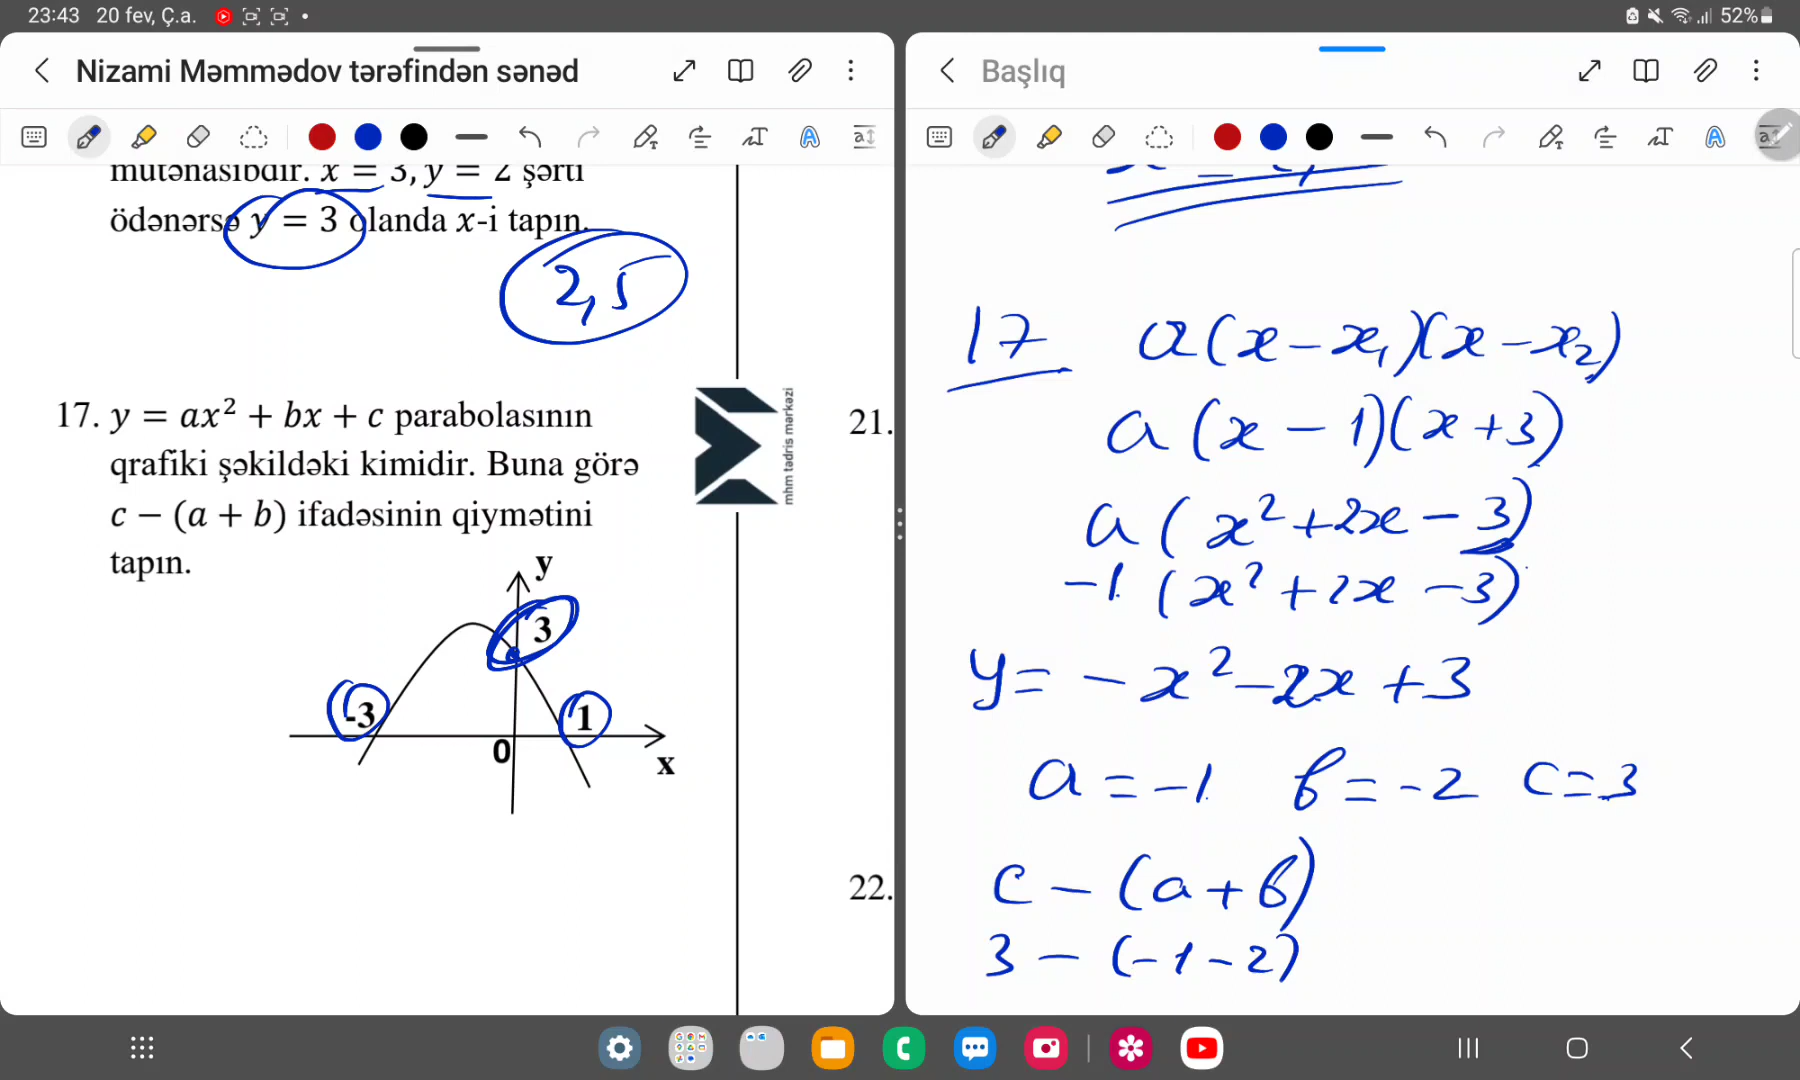 23:43 20 fev, Ç.a.
52%
Nizami Məmmədov tərəfindən sənəd
mütənasibdir. x = 3, y = 2 şərti
ödənərsə y = 3 olanda x-i tapın.
2,5
17. y = ax² + bx + c parabolasının
qrafiki şəkildəki kimidir. Buna görə
c − (a + b) ifadəsinin qiymətini
tapın.
y
3
-3
1
0
x
mhm tədris mərkəzi
21.
22.
Başlıq
17 a(x−x₁)(x−x₂)
a(x−1)(x+3)
a(x²+2x−3)
−1(x²+2x−3)
y=−x²−2x+3
a=−1 b=−2 c=3
c−(a+b)
3−(−1−2)